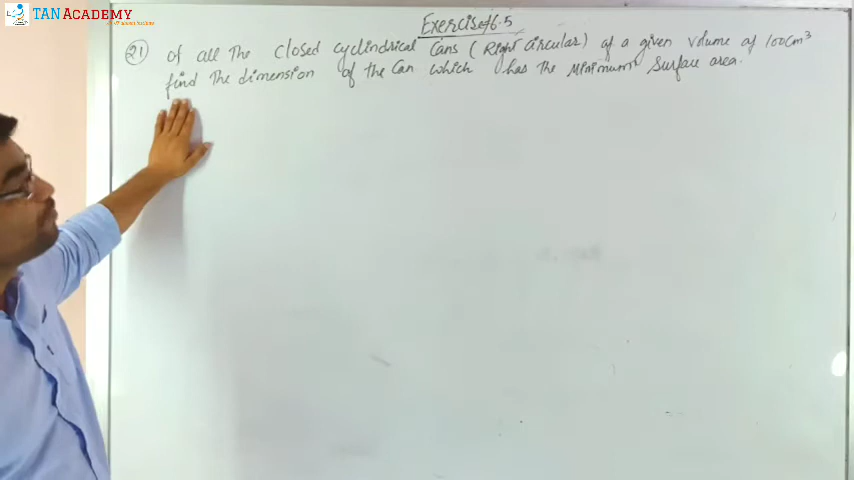 TAN ACADEMY
Exercise 6.5
(21) Of all the closed cylindrical cans (Right circular) of a given volume of 100cm³
find the dimension of the can which has the minimum surface area.